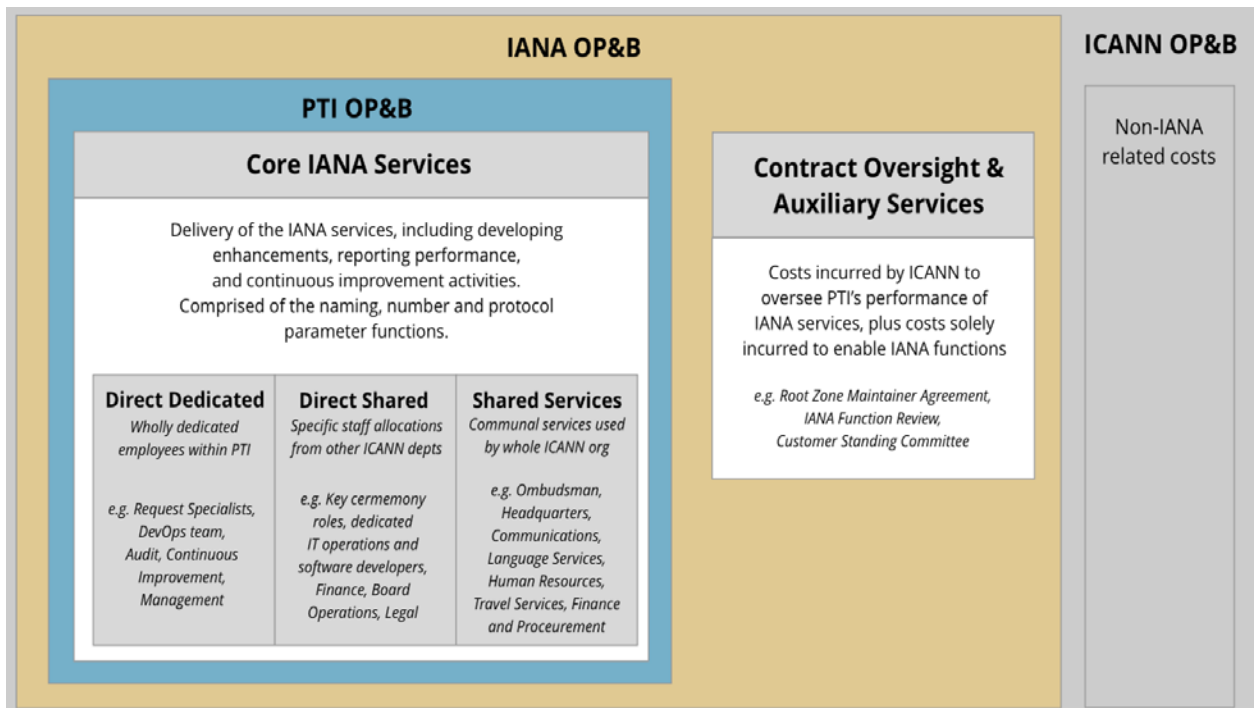 IANA OP&B
ICANN OP&B
PTI OP&B
Core IANA Services
Delivery of the IANA services, including developing
enhancements, reporting performance,
and continuous improvement activities.
Comprised of the naming, number and protocol
parameter functions.
Direct Dedicated
Wholly dedicated
employees within PTI
e.g. Request Specialists,
DevOps team,
Audit, Continuous
Improvement,
Management
Direct Shared
Specific staff allocations
from other ICANN depts
e.g. Key cermemony
roles, dedicated
IT operations and
software developers,
Finance, Board
Operations, Legal
Shared Services
Communal services used
by whole ICANN org
e.g. Ombudsman,
Headquarters,
Communications,
Language Services,
Human Resources,
Travel Services, Finance
and Proceurement
Contract Oversight &
Auxiliary Services
Costs incurred by ICANN to
oversee PTI's performance of
IANA services, plus costs solely
incurred to enable IANA functions
e.g. Root Zone Maintainer Agreement,
IANA Function Review,
Customer Standing Committee
Non-IANA
related costs